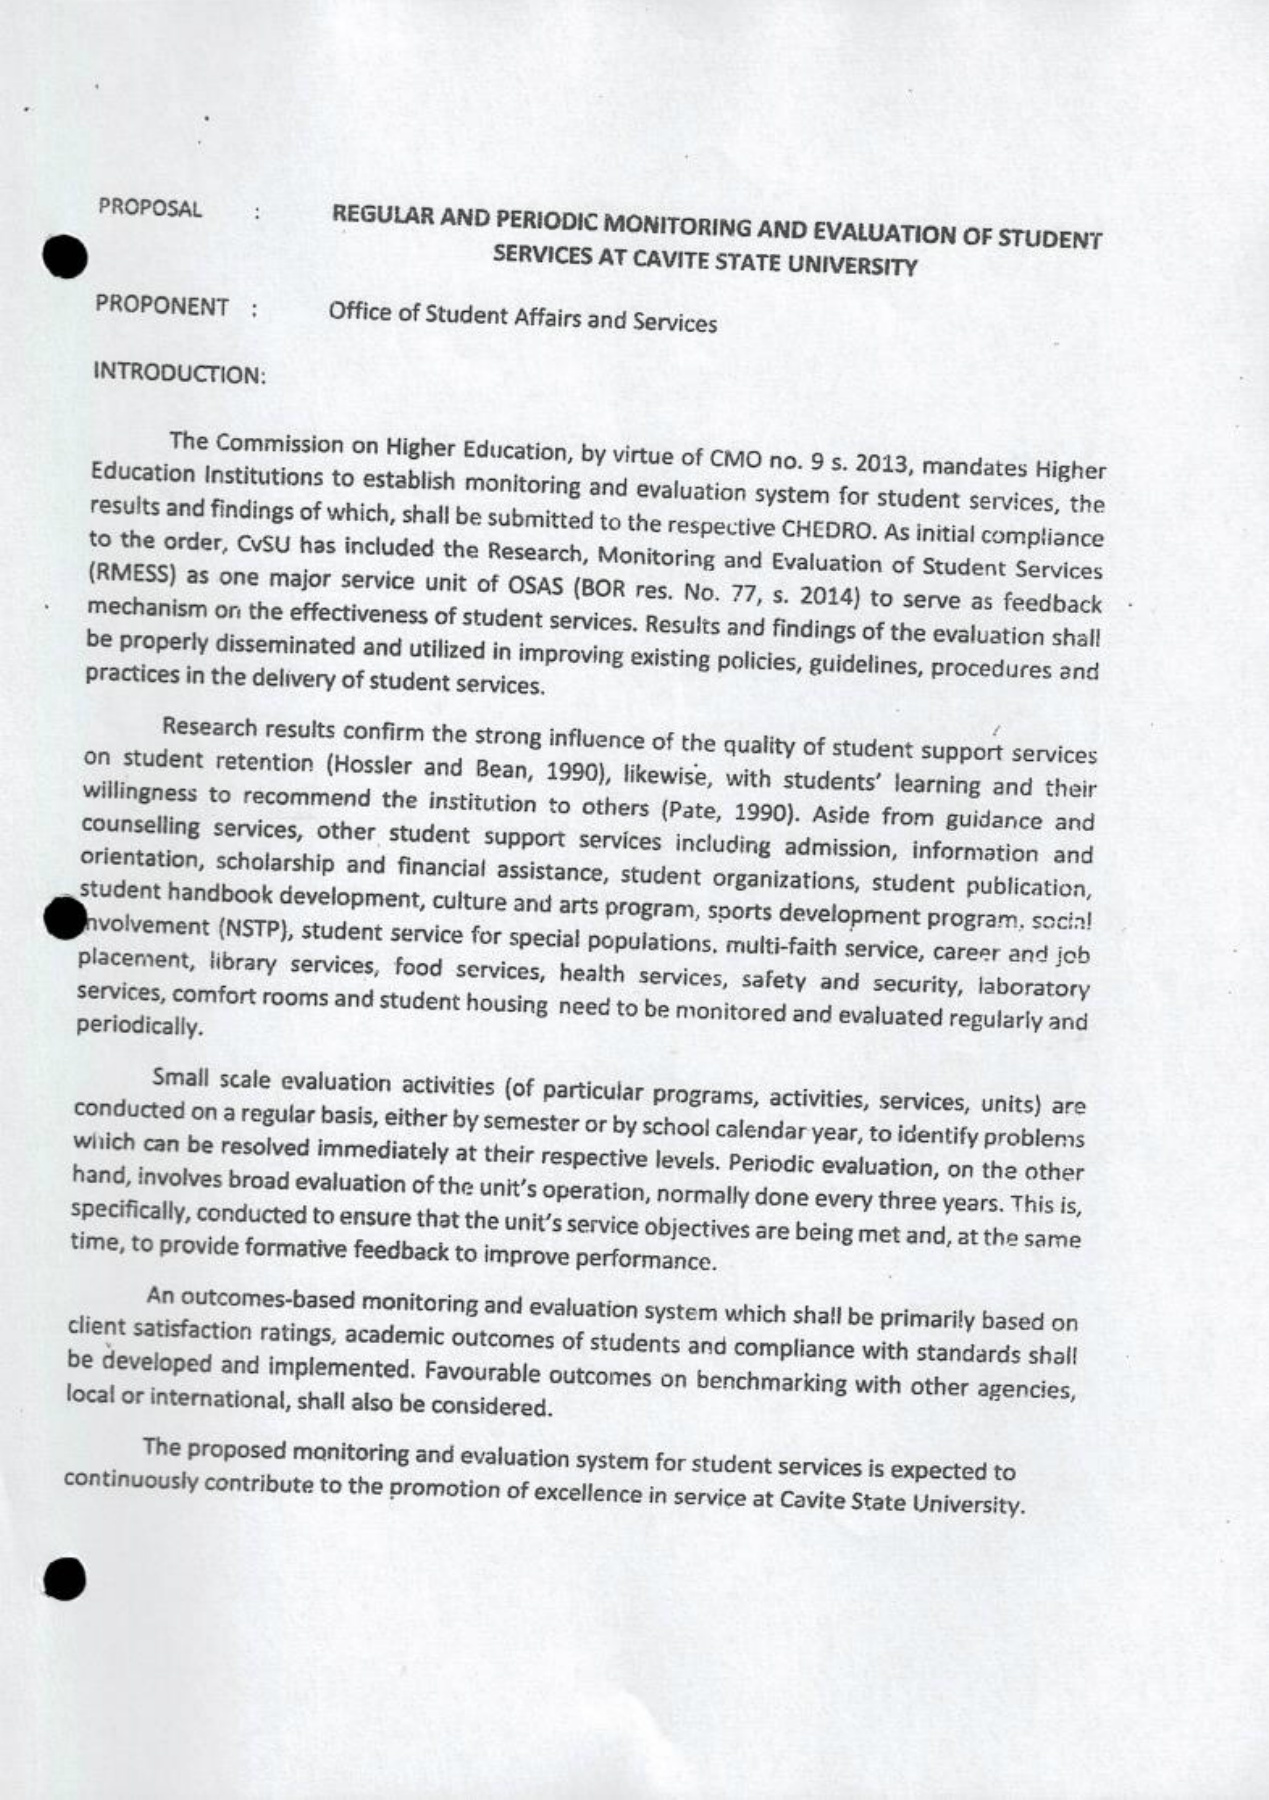 PROPOSAL : REGULAR AND PERIODIC MONITORING AND EVALUATION OF STUDENT
SERVICES AT CAVITE STATE UNIVERSITY
PROPONENT : Office of Student Affairs and Services
INTRODUCTION:
The Commission on Higher Education, by virtue of CMO no. 9 s. 2013, mandates Higher
Education Institutions to establish monitoring and evaluation system for student services, the
results and findings of which, shall be submitted to the respective CHEDRO. As initial compliance
to the order, CvSU has included the Research, Monitoring and Evaluation of Student Services
(RMESS) as one major service unit of OSAS (BOR res. No. 77, s. 2014) to serve as feedback
mechanism on the effectiveness of student services. Results and findings of the evaluation shall
be properly disseminated and utilized in improving existing policies, guidelines, procedures and
practices in the delivery of student services.
Research results confirm the strong influence of the quality of student support services
on student retention (Hossler and Bean, 1990), likewise, with students' learning and their
willingness to recommend the institution to others (Pate, 1990). Aside from guidance and
counselling services, other student support services including admission, information and
orientation, scholarship and financial assistance, student organizations, student publication,
student handbook development, culture and arts program, sports development program, social
nvolvement (NSTP), student service for special populations, multi-faith service, career and job
placement, library services, food services, health services, safety and security, laboratory
services, comfort rooms and student housing need to be monitored and evaluated regularly and
periodically.
Small scale evaluation activities (of particular programs, activities, services, units) are
conducted on a regular basis, either by semester or by school calendar year, to identify problems
which can be resolved immediately at their respective levels. Periodic evaluation, on the other
hand, involves broad evaluation of the unit's operation, normally done every three years. This is,
specifically, conducted to ensure that the unit's service objectives are being met and, at the same
time, to provide formative feedback to improve performance.
An outcomes-based monitoring and evaluation system which shall be primarily based on
client satisfaction ratings, academic outcomes of students and compliance with standards shall
be developed and implemented. Favourable outcomes on benchmarking with other agencies,
local or international, shall also be considered.
The proposed monitoring and evaluation system for student services is expected to
continuously contribute to the promotion of excellence in service at Cavite State University.